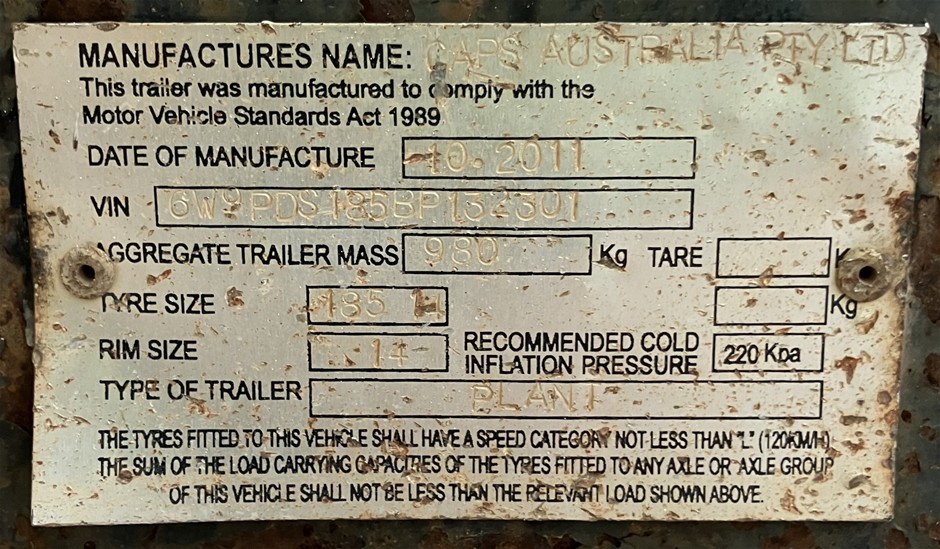 MANUFACTURES NAME: CAPS AUSTRALIA PTY LTD
This trailer was manufactured to comply with the
Motor Vehicle Standards Act 1989
DATE OF MANUFACTURE 10.2011
VIN 6W9PDS185BP132301
AGGREGATE TRAILER MASS 980 Kg TARE
TYRE SIZE 185 Kg
RIM SIZE 14 RECOMMENDED COLD INFLATION PRESSURE 220 Kpa
TYPE OF TRAILER PLANT
THE TYRES FITTED TO THIS VEHICLE SHALL HAVE A SPEED CATEGORY NOT LESS THAN "L" (120KM/H)
THE SUM OF THE LOAD CARRYING CAPACITIES OF THE TYPES FITTED TO ANY AXLE OR AXLE GROUP
OF THIS VEHICLE SHALL NOT BE LESS THAN THE RELEVANT LOAD SHOWN ABOVE.